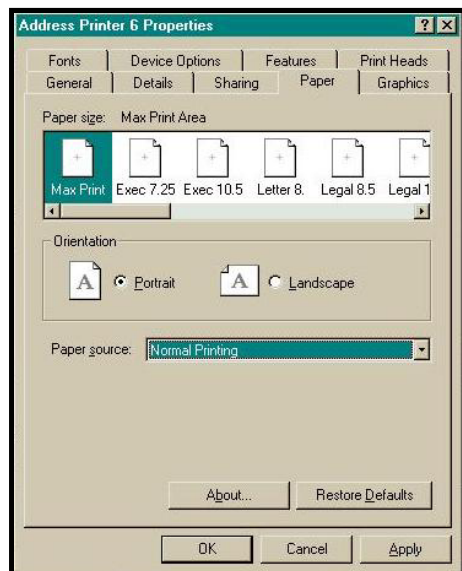 Address Printer 6 Properties ? ×
Fonts Device Options Features Print Heads
General Details Sharing Paper Graphics
Paper size: Max Print Area
Max Print Exec 7.25 Exec 10.5 Letter 8. Legal 8.5 Legal 1
Orientation
A Portrait A Landscape
Paper source: Normal Printing
About... Restore Defaults
OK Cancel Apply